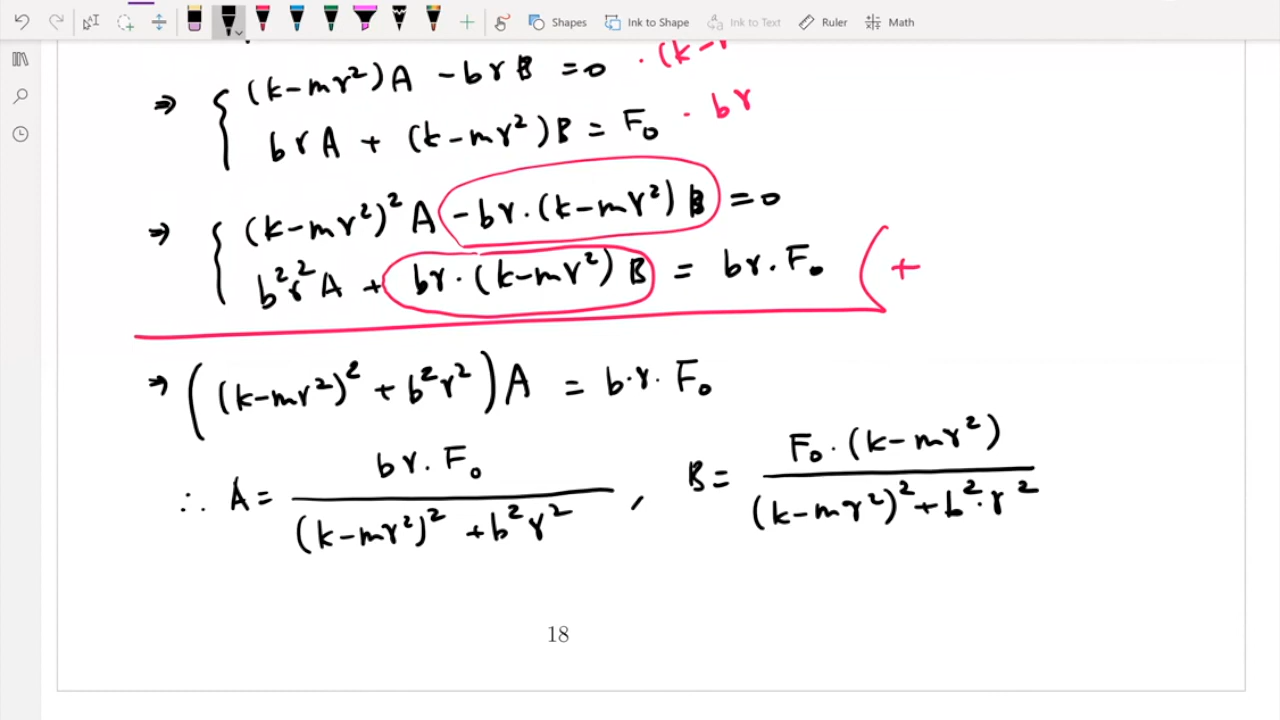 Shapes Ink to Shape Ink to Text Ruler Math
⇒ { (k-mγ²)A - bγB = 0 · (k-
bγA + (k-mγ²)B = F₀ · bγ
⇒ { (k-mγ²)²A - bγ·(k-mγ²)B = 0
b²γ²A + bγ·(k-mγ²)B = bγ·F₀ ( +
⇒ ((k-mγ²)² + b²γ²)A = b·γ·F₀
∴ A = bγ·F₀ / ((k-mγ²)² + b²γ²) , B = F₀·(k-mγ²) / ((k-mγ²)² + b²·γ²)
18